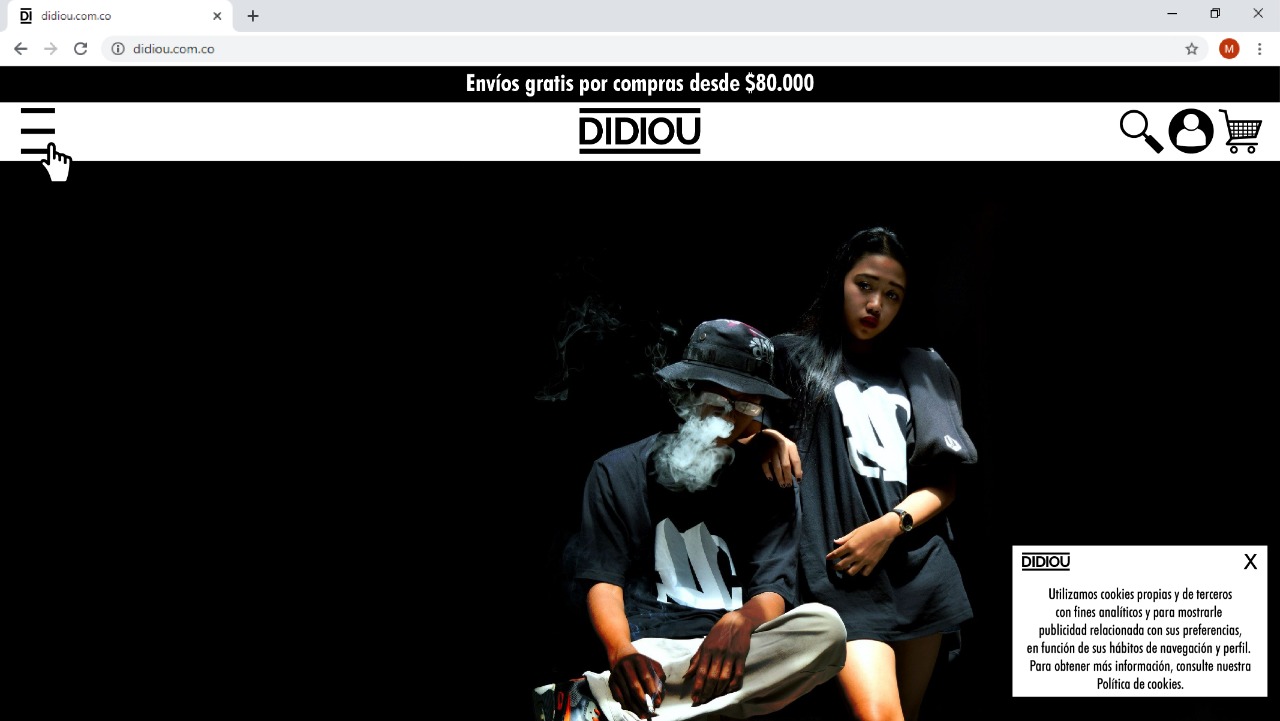 DI didiou.com.co
didiou.com.co
M
Envíos gratis por compras desde $80.000
DIDIOU
DIDIOU
X
Utilizamos cookies propias y de terceros
con fines analíticos y para mostrarle
publicidad relacionada con sus preferencias,
en función de sus hábitos de navegación y perfil.
Para obtener más información, consulte nuestra
Política de cookies.